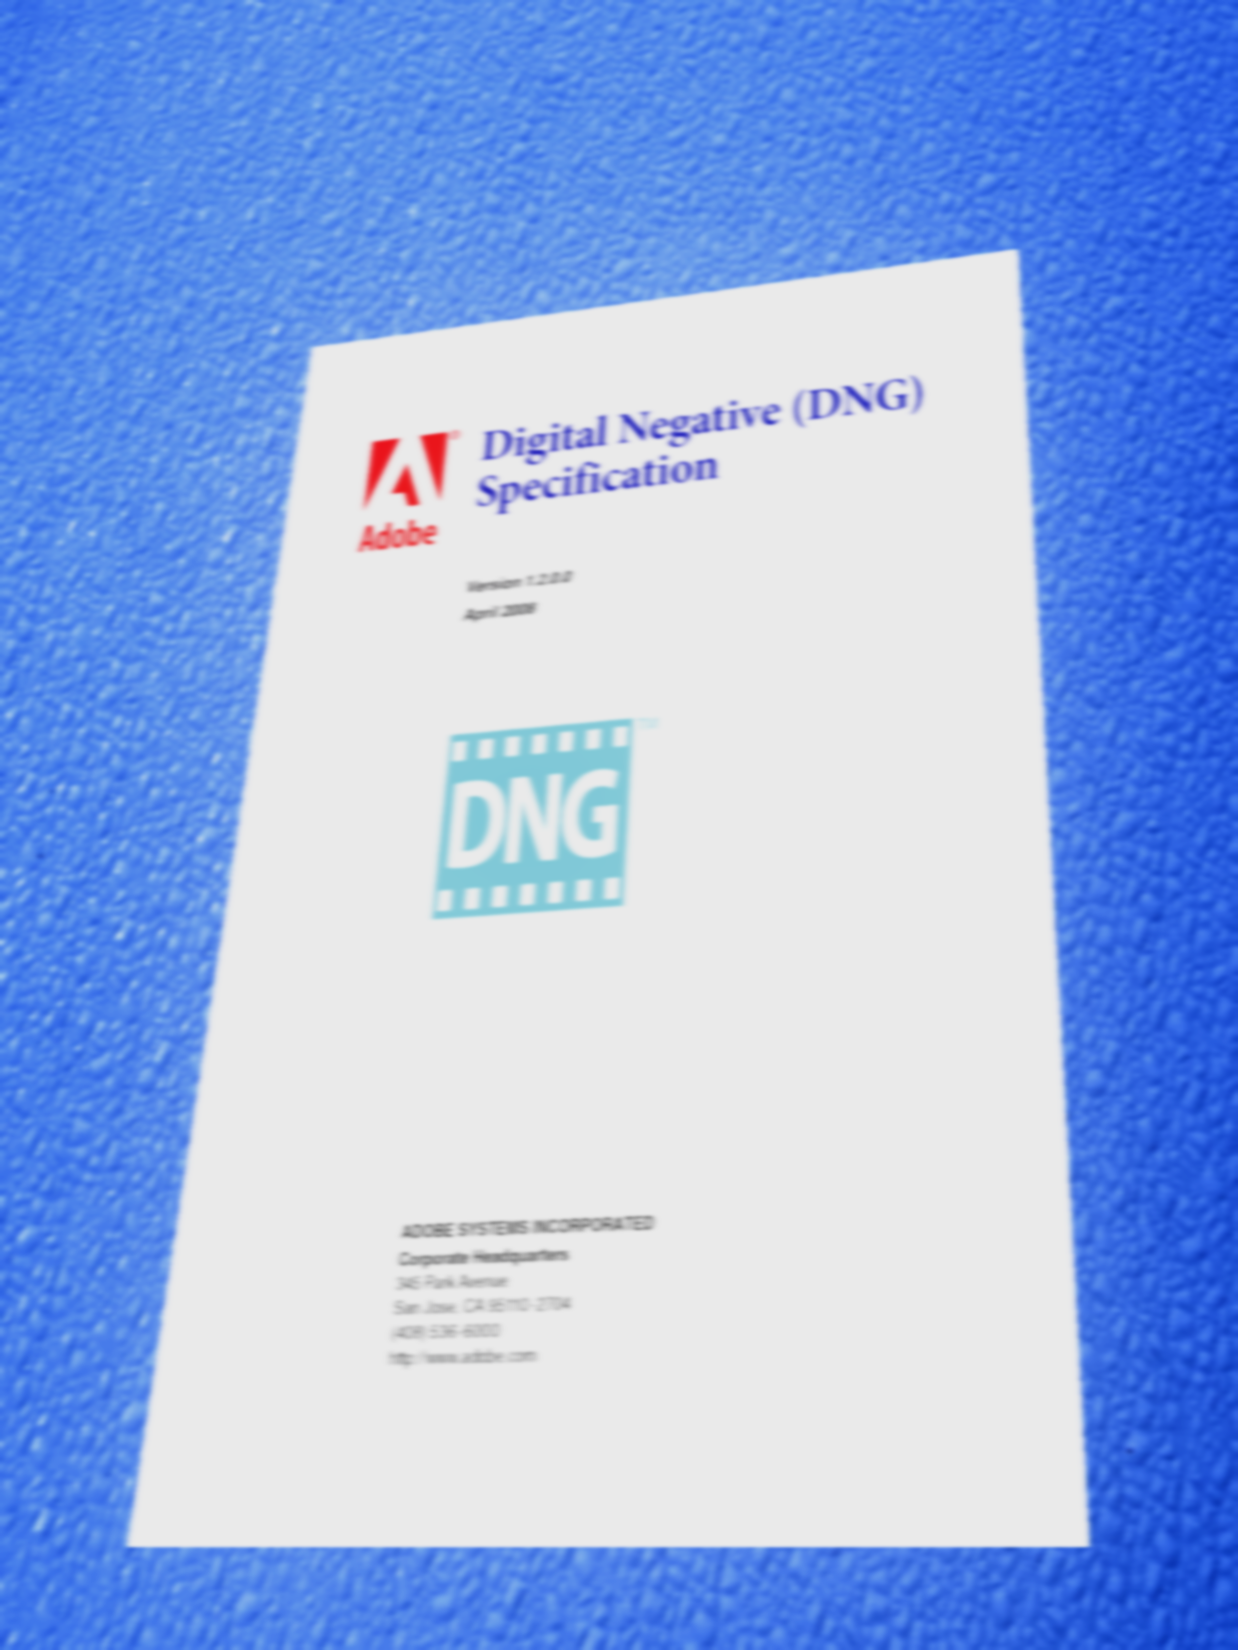 Digital Negative (DNG)
Specification
Adobe
Version 1.2.0.0
April 2008
DNG
ADOBE SYSTEMS INCORPORATED
Corporate Headquarters
345 Park Avenue
San Jose, CA 95110-2704
(408) 536-6000
http://www.adobe.com